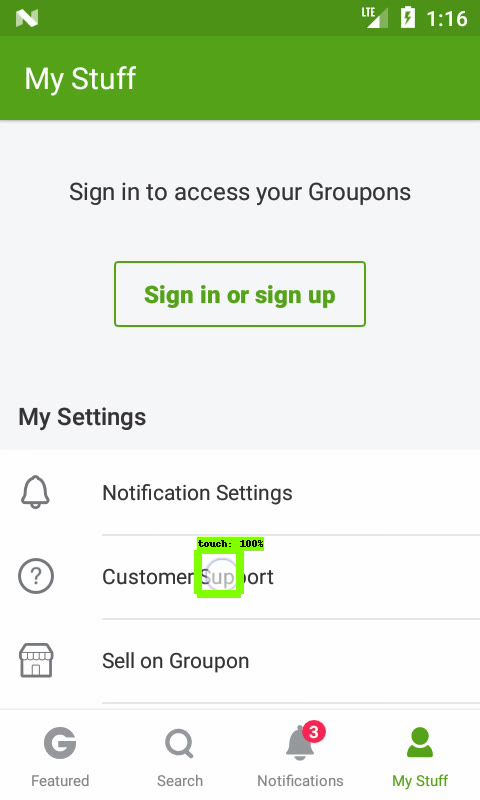 LTE 1:16
My Stuff
Sign in to access your Groupons
Sign in or sign up
My Settings
Notification Settings
touch: 100%
Customer Support
Sell on Groupon
3
Featured Search Notifications My Stuff